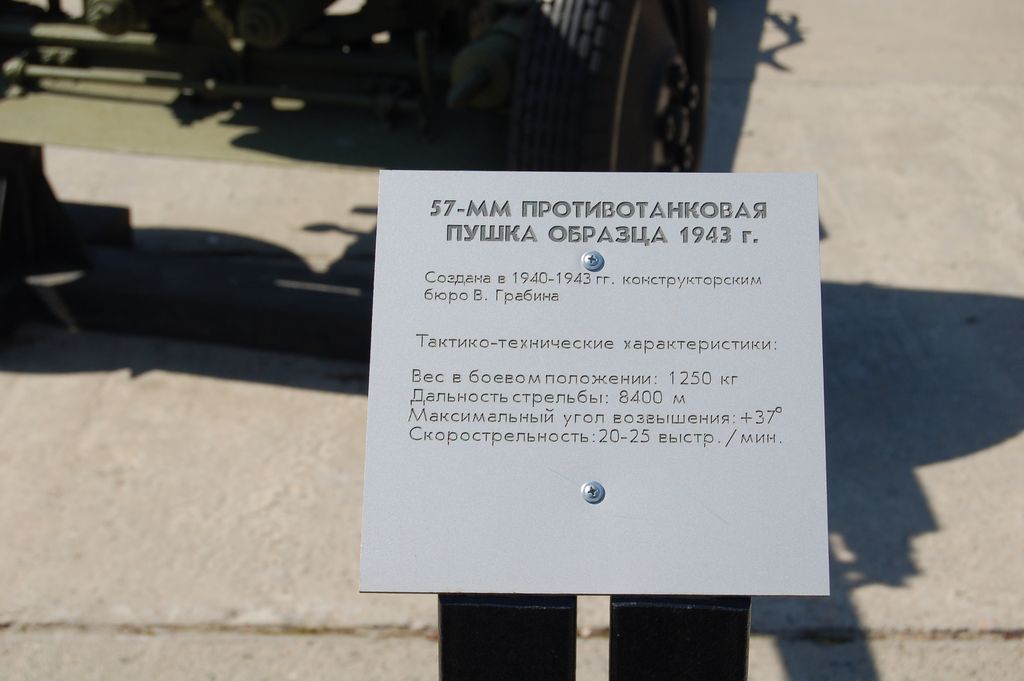 57-ММ ПРОТИВОТАНКОВАЯ
ПУШКА ОБРАЗЦА 1943 г.
Создана в 1940-1943 гг. конструкторским
бюро В. Грабина
Тактико-технические характеристики:
Вес в боевом положении: 1250 кг
Дальность стрельбы: 8400 м
Максимальный угол возвышения: +37°
Скорострельность: 20-25 выстр./мин.